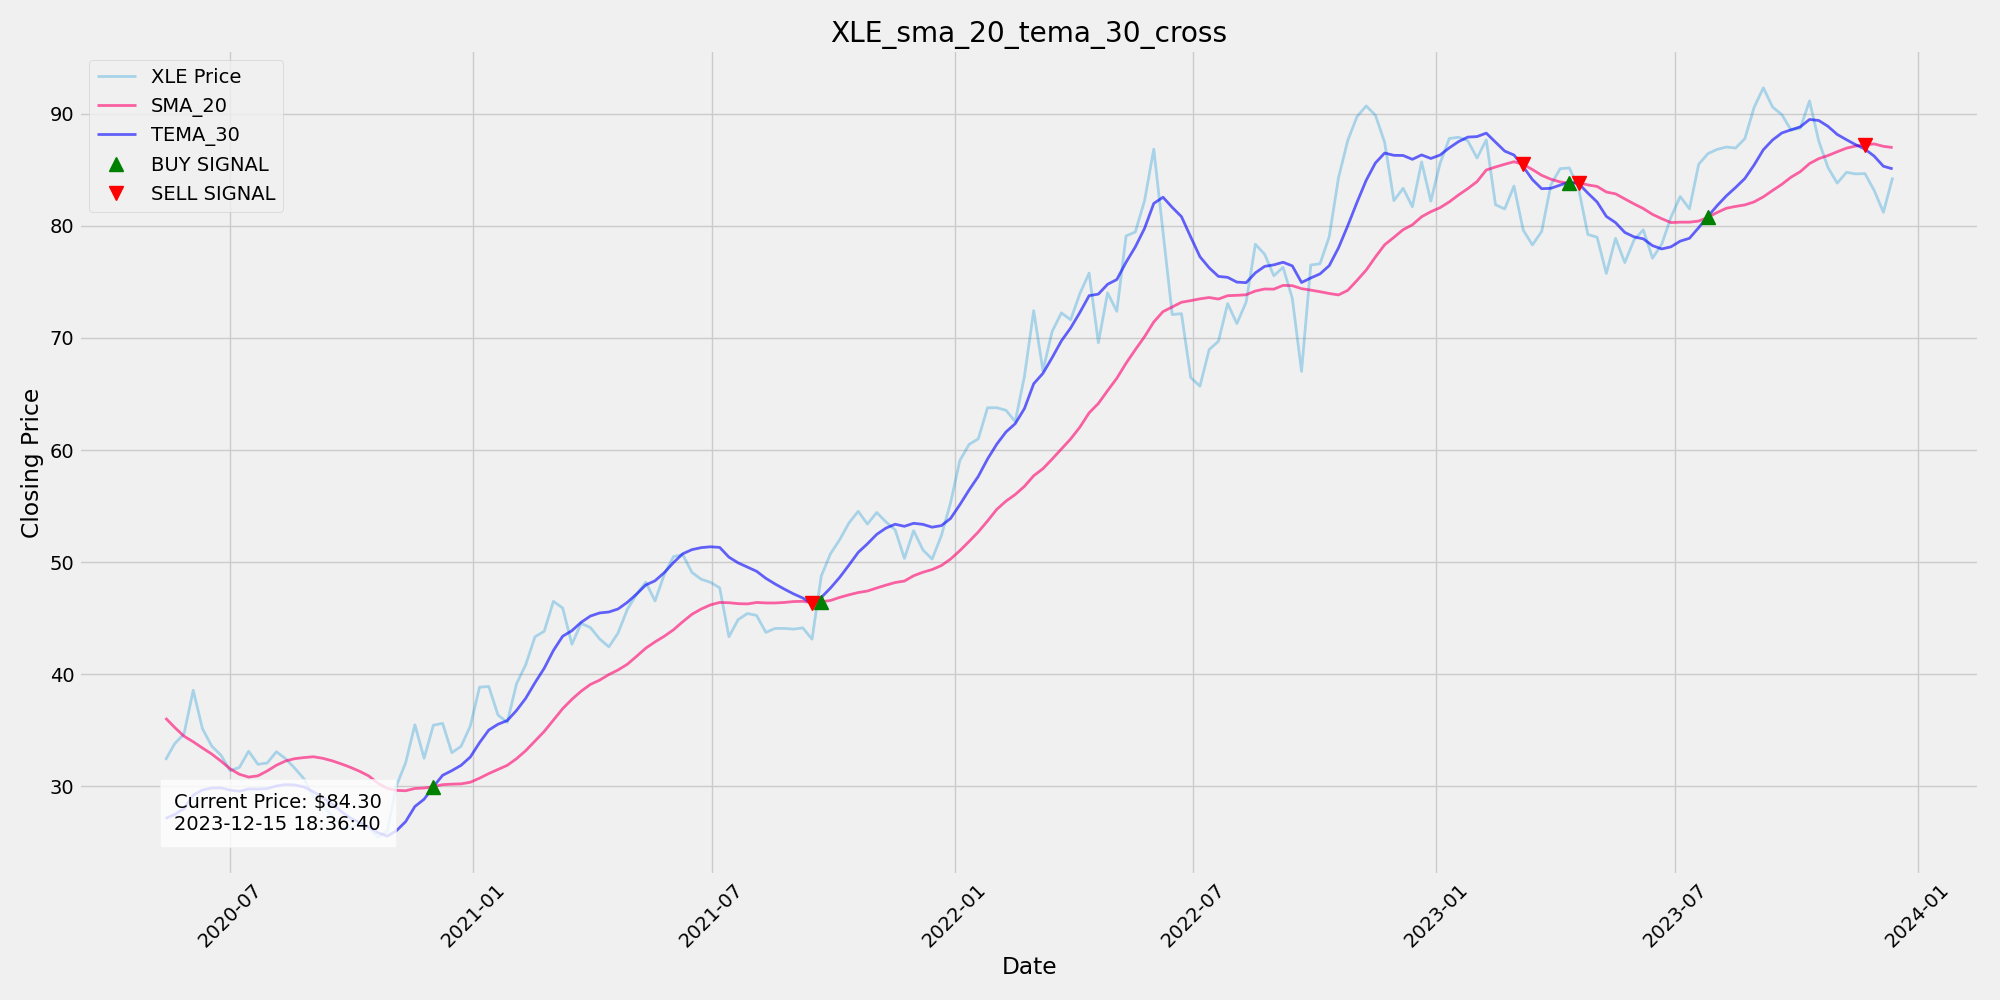 XLE_sma_20_tema_30_cross
XLE Price
SMA_20
TEMA_30
BUY SIGNAL
SELL SIGNAL
Closing Price
90
80
70
60
50
40
30
Current Price: $84.30
2023-12-15 18:36:40
2020-07
2021-01
2021-07
2022-01
2022-07
2023-01
2023-07
2024-01
Date